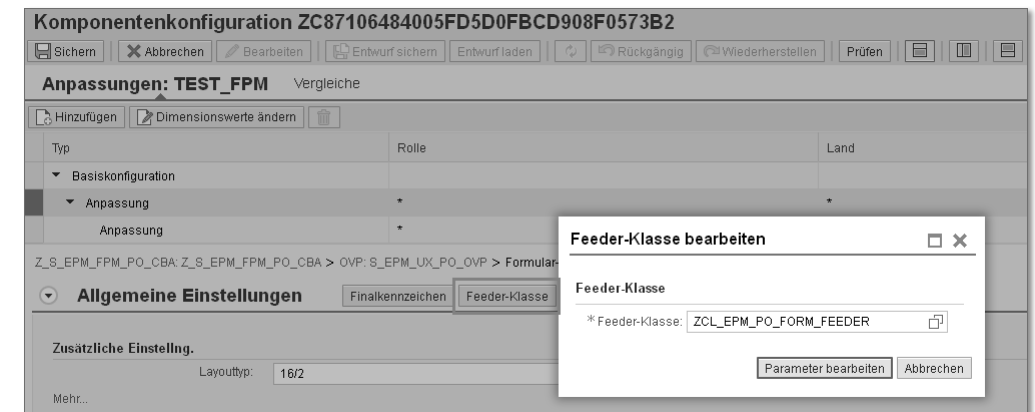 Komponentenkonfiguration ZC87106484005FD5D0FBCD908F0573B2
Sichern Abbrechen Bearbeiten Entwurf sichern Entwurf laden Rückgängig Wiederherstellen Prüfen
Anpassungen: TEST_FPM Vergleiche
Hinzufügen Dimensionswerte ändern
Typ Rolle Land
Basiskonfiguration
Anpassung * *
Anpassung *
Z_S_EPM_FPM_PO_CBA: Z_S_EPM_FPM_PO_CBA > OVP: S_EPM_UX_PO_OVP > Formular-
Allgemeine Einstellungen Finalkennzeichen Feeder-Klasse
Zusätzliche Einstellng.
Layouttyp: 16/2
Mehr...
Feeder-Klasse bearbeiten
Feeder-Klasse
*Feeder-Klasse: ZCL_EPM_PO_FORM_FEEDER
Parameter bearbeiten Abbrechen